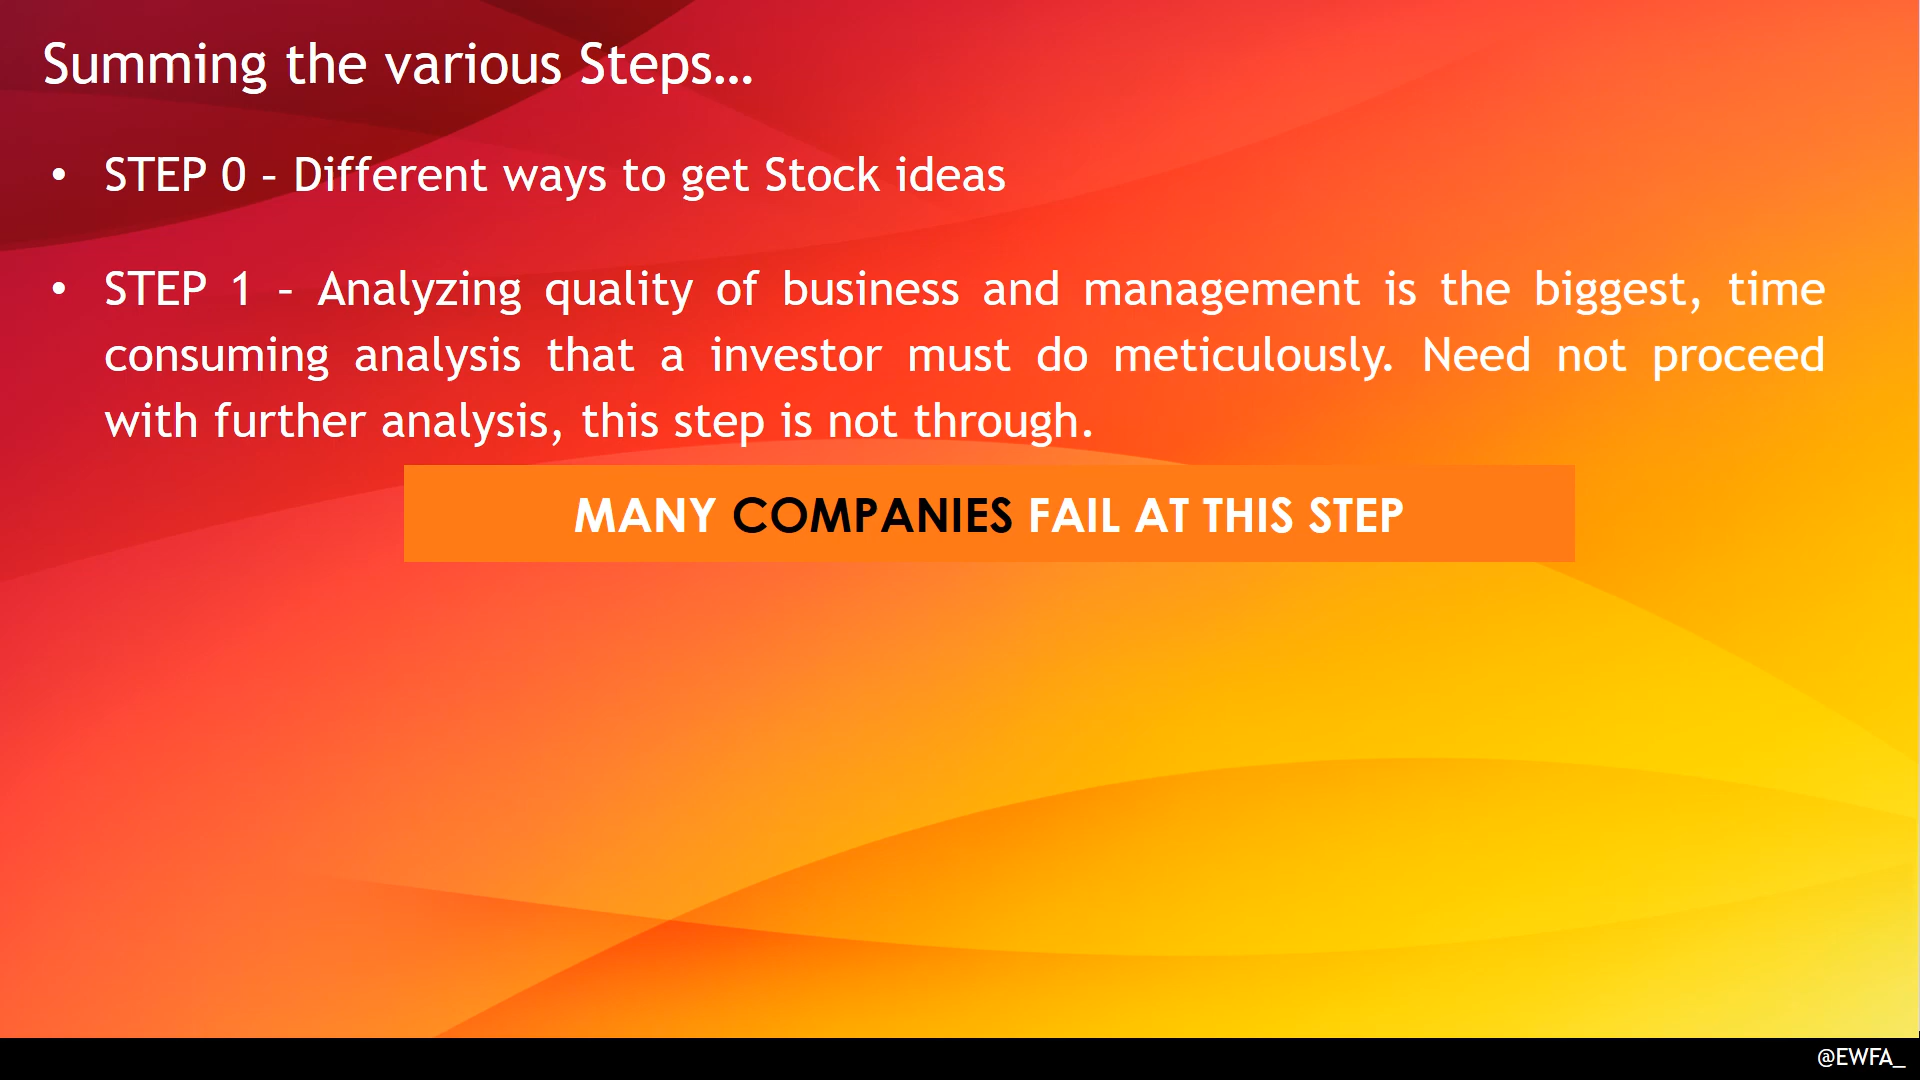 Summing the various Steps...
• STEP 0 – Different ways to get Stock ideas
• STEP 1 – Analyzing quality of business and management is the biggest, time
consuming analysis that a investor must do meticulously. Need not proceed
with further analysis, this step is not through.
MANY COMPANIES FAIL AT THIS STEP
@EWFA_